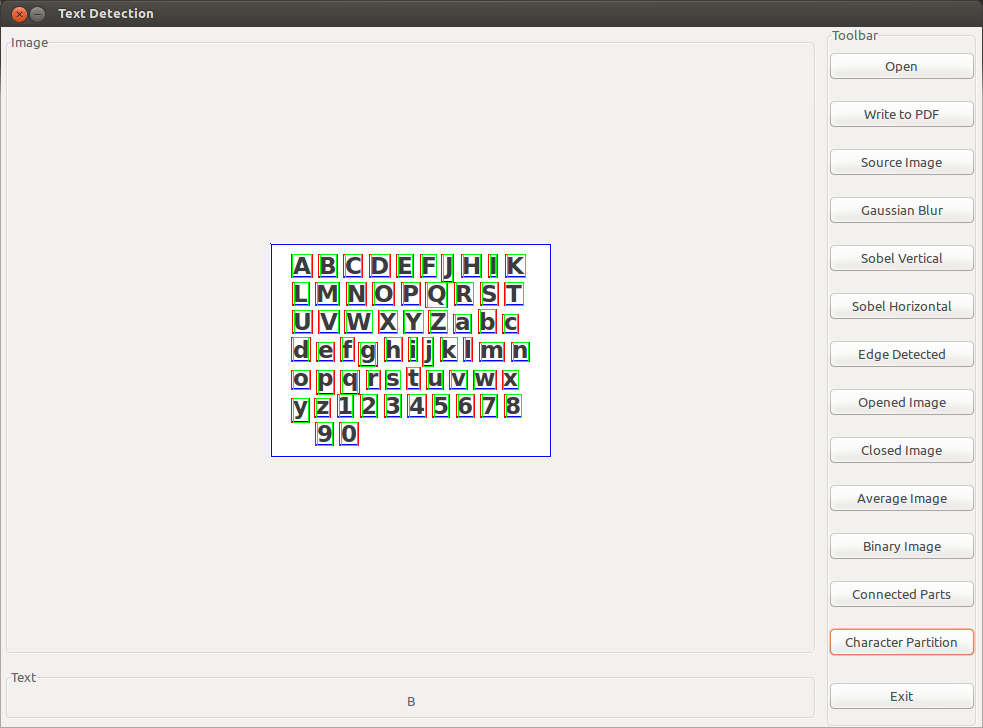 Text Detection
Image
A B C D E F J H I K
L M N O P Q R S T
U V W X Y Z a b c
d e f g h i j k l m n
o p q r s t u v w x
y z 1 2 3 4 5 6 7 8
9 0
Text
B
Toolbar
Open
Write to PDF
Source Image
Gaussian Blur
Sobel Vertical
Sobel Horizontal
Edge Detected
Opened Image
Closed Image
Average Image
Binary Image
Connected Parts
Character Partition
Exit